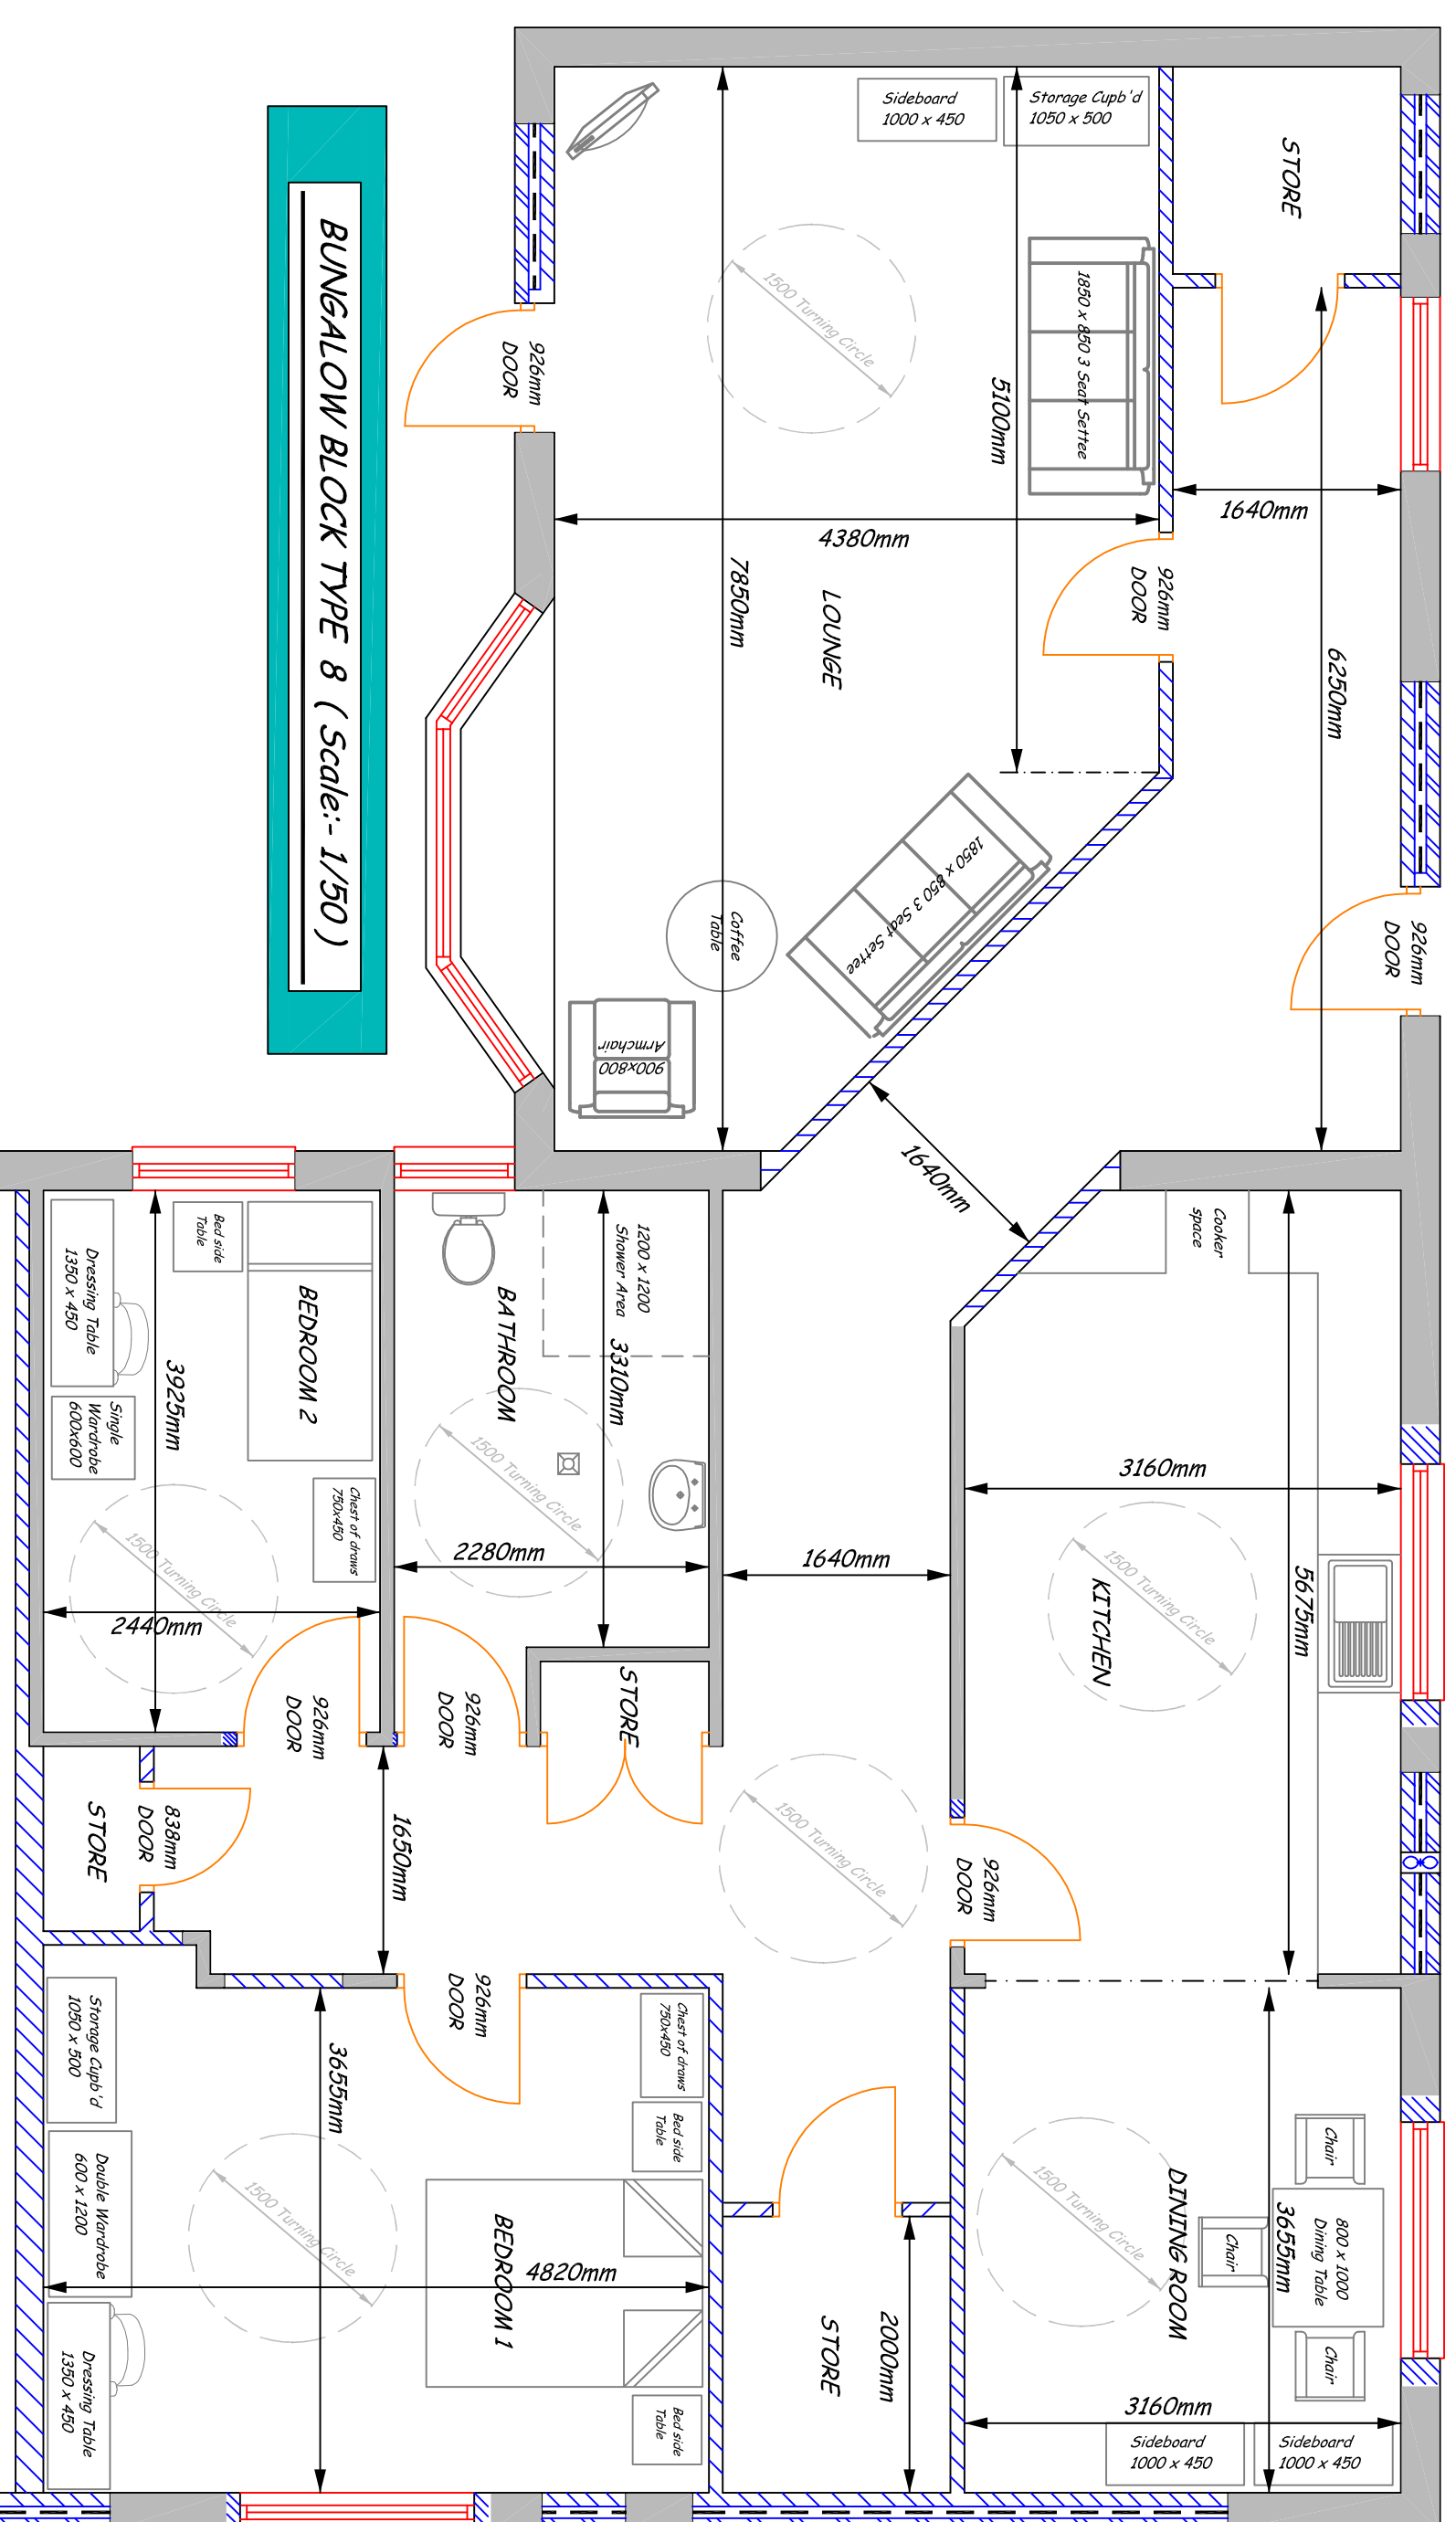 BUNGALOW BLOCK TYPE 8 ( Scale:- 1/50 )
Sideboard
1000 x 450
Storage Cupb'd
1050 x 500
STORE
1500 Turning Circle
1850 x 850 3 Seat Settee
5100mm
926mm
DOOR
4380mm
1640mm
7850mm
LOUNGE
926mm
DOOR
6250mm
1850 x 850 3 Seat Settee
Coffee
Table
926mm
DOOR
900x800
Armchair
1640mm
Cooker
space
Bed side
Table
Dressing Table
1350 x 450
BEDROOM 2
BATHROOM
1200 x 1200
Shower Area
3310mm
3925mm
Single
Wardrobe
600x600
Chest of draws
750x450
1500 Turning Circle
1500 Turning Circle
3160mm
1500 Turning Circle
KITCHEN
5675mm
2280mm
1640mm
2440mm
926mm
DOOR
926mm
DOOR
STORE
STORE
838mm
DOOR
1650mm
1500 Turning Circle
926mm
DOOR
926mm
DOOR
Storage Cupb'd
1050 x 500
3655mm
Chest of draws
750x450
Bed side
Table
Double Wardrobe
600 x 1200
1500 Turning Circle
4820mm
BEDROOM 1
Dressing Table
1350 x 450
Bed side
Table
STORE
2000mm
1500 Turning Circle
DINING ROOM
Chair
Chair
3655mm
800 x 1000
Dining Table
Chair
3160mm
Sideboard
1000 x 450
Sideboard
1000 x 450